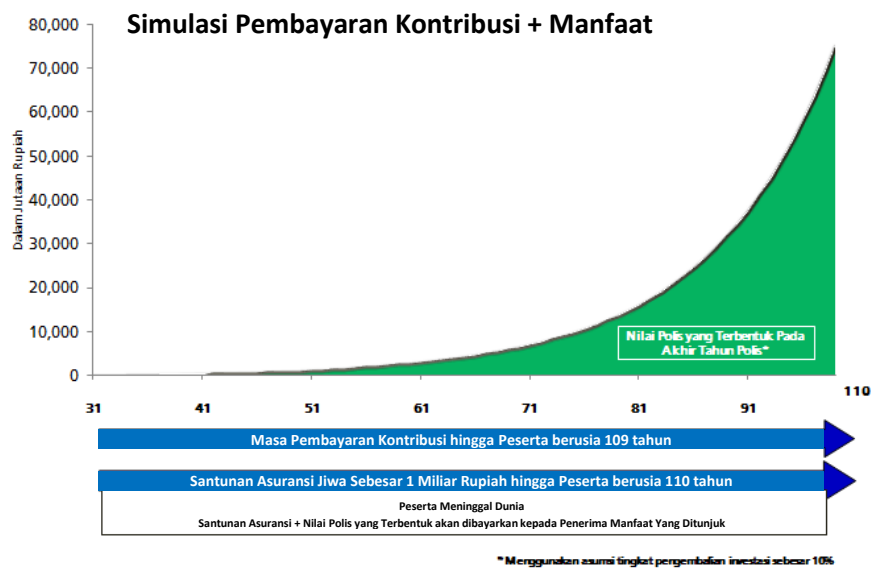 Simulasi Pembayaran Kontribusi + Manfaat
80,000
70,000
60,000
50,000
40,000
30,000
20,000
10,000
0
Dalam Jutaan Rupiah
Nilai Polis yang Terbentuk Pada
Akhir Tahun Polis*
31 41 51 61 71 81 91 110
Masa Pembayaran Kontribusi hingga Peserta berusia 109 tahun
Santunan Asuransi Jiwa Sebesar 1 Miliar Rupiah hingga Peserta berusia 110 tahun
Peserta Meninggal Dunia
Santunan Asuransi + Nilai Polis yang Terbentuk akan dibayarkan kepada Penerima Manfaat Yang Ditunjuk
* Menggunakan asumsi tingkat pengembalian investasi sebesar 10%